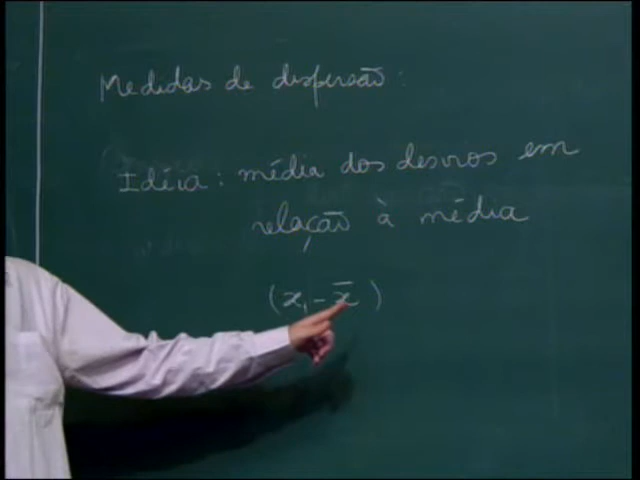 Medidas de dispersão:
Idéia: média dos desvios em
relação à média
(x₁ - x̄)